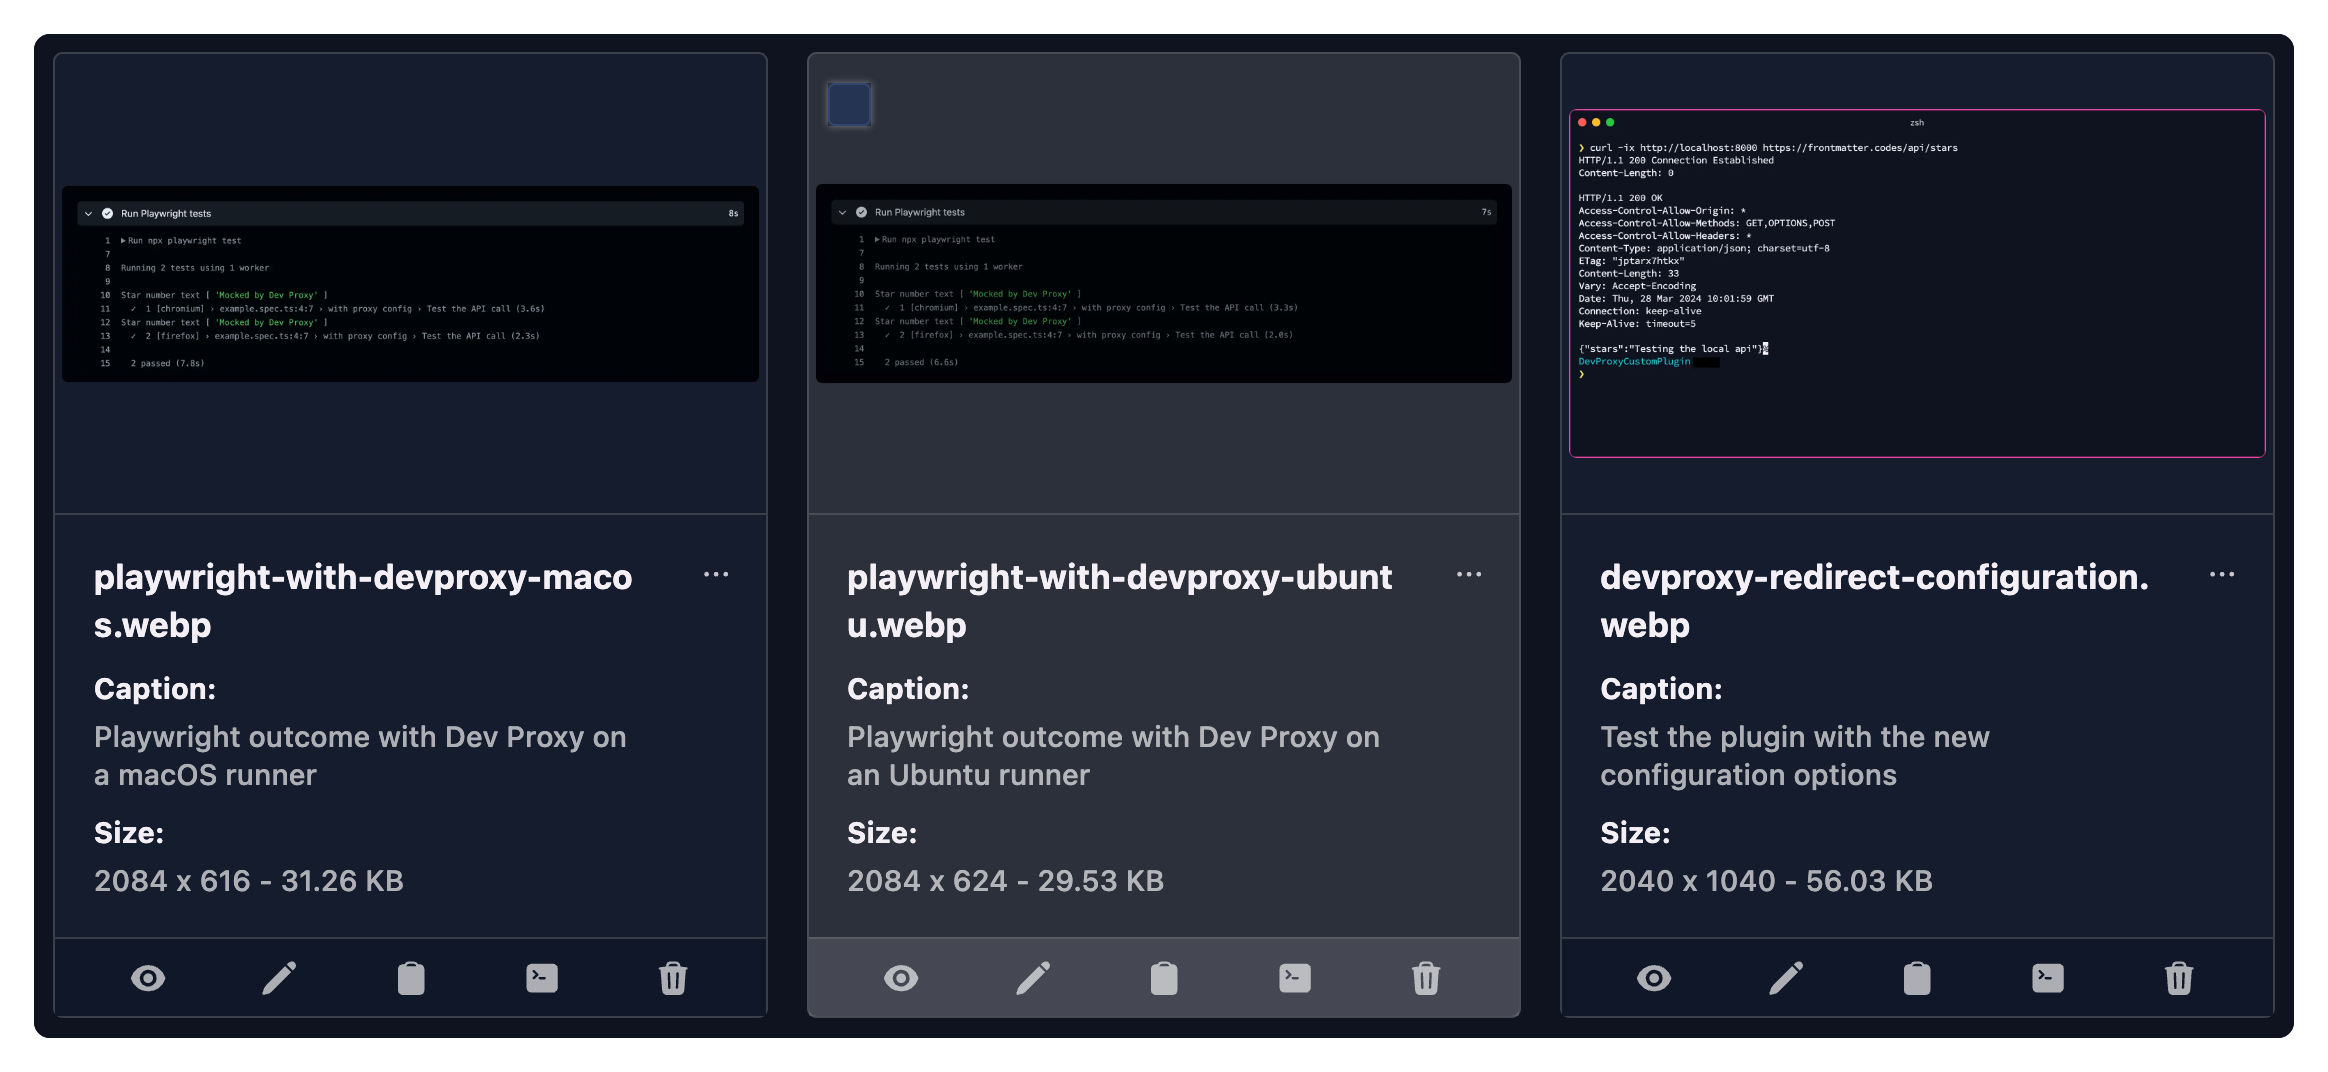 Run Playwright tests 8s
1 Run npx playwright test
7
8 Running 2 tests using 1 worker
9
10 Star number text [ 'Mocked by Dev Proxy' ]
11 ✓ 1 [chromium] › example.spec.ts:4:7 › with proxy config › Test the API call (3.6s)
12 Star number text [ 'Mocked by Dev Proxy' ]
13 ✓ 2 [firefox] › example.spec.ts:4:7 › with proxy config › Test the API call (2.3s)
14
15 2 passed (7.8s)
playwright-with-devproxy-maco
s.webp
Caption:
Playwright outcome with Dev Proxy on
a macOS runner
Size:
2084 x 616 - 31.26 KB
Run Playwright tests 7s
1 Run npx playwright test
7
8 Running 2 tests using 1 worker
9
10 Star number text [ 'Mocked by Dev Proxy' ]
11 ✓ 1 [chromium] › example.spec.ts:4:7 › with proxy config › Test the API call (3.3s)
12 Star number text [ 'Mocked by Dev Proxy' ]
13 ✓ 2 [firefox] › example.spec.ts:4:7 › with proxy config › Test the API call (2.0s)
14
15 2 passed (6.6s)
playwright-with-devproxy-ubunt
u.webp
Caption:
Playwright outcome with Dev Proxy on
an Ubuntu runner
Size:
2084 x 624 - 29.53 KB
zsh
❯ curl -ix http://localhost:8000 https://frontmatter.codes/api/stars
HTTP/1.1 200 Connection Established
Content-Length: 0
HTTP/1.1 200 OK
Access-Control-Allow-Origin: *
Access-Control-Allow-Methods: GET,OPTIONS,POST
Access-Control-Allow-Headers: *
Content-Type: application/json; charset=utf-8
ETag: "jptarx7htkx"
Content-Length: 33
Vary: Accept-Encoding
Date: Thu, 28 Mar 2024 10:01:59 GMT
Connection: keep-alive
Keep-Alive: timeout=5
{"stars":"Testing the local api"}%
DevProxyCustomPlugin
❯
devproxy-redirect-configuration.
webp
Caption:
Test the plugin with the new
configuration options
Size:
2040 x 1040 - 56.03 KB